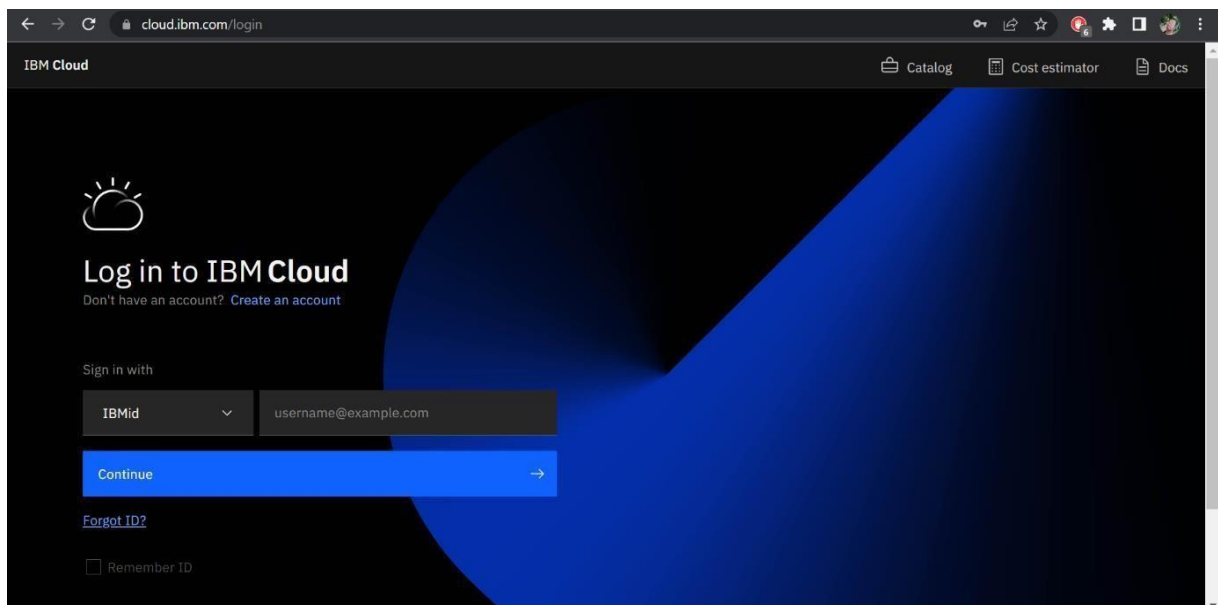 cloud.ibm.com/login
6
IBM Cloud
Catalog
Cost estimator
Docs
Log in to IBM Cloud
Don't have an account? Create an account
Sign in with
IBMid
username@example.com
Continue
Forgot ID?
Remember ID